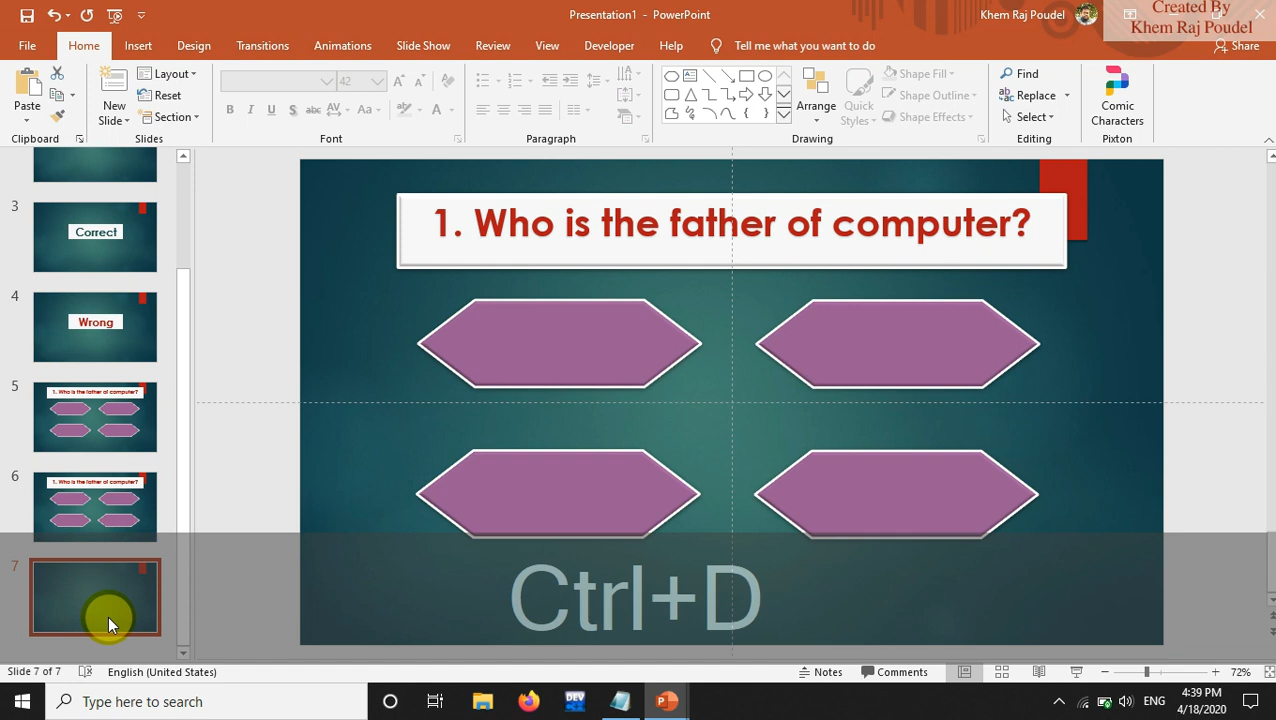 Presentation1 - PowerPoint
Khem Raj Poudel
Created By
Khem Raj Poudel
File Home Insert Design Transitions Animations Slide Show Review View Developer Help Tell me what you want to do Share
Paste
Clipboard
New
Slide
Layout
Reset
Section
Slides
42
B I U S abc AV Aa A
Font
Paragraph
Arrange
Quick
Styles
Shape Fill
Shape Outline
Shape Effects
Drawing
Find
Replace
Select
Editing
Comic
Characters
Pixton
3
Correct
4
Wrong
5
1. Who is the father of computer?
6
1. Who is the father of computer?
7
1. Who is the father of computer?
Ctrl+D
Slide 7 of 7
English (United States)
Notes
Comments
72%
Type here to search
DEV
ENG
4:39 PM
4/18/2020